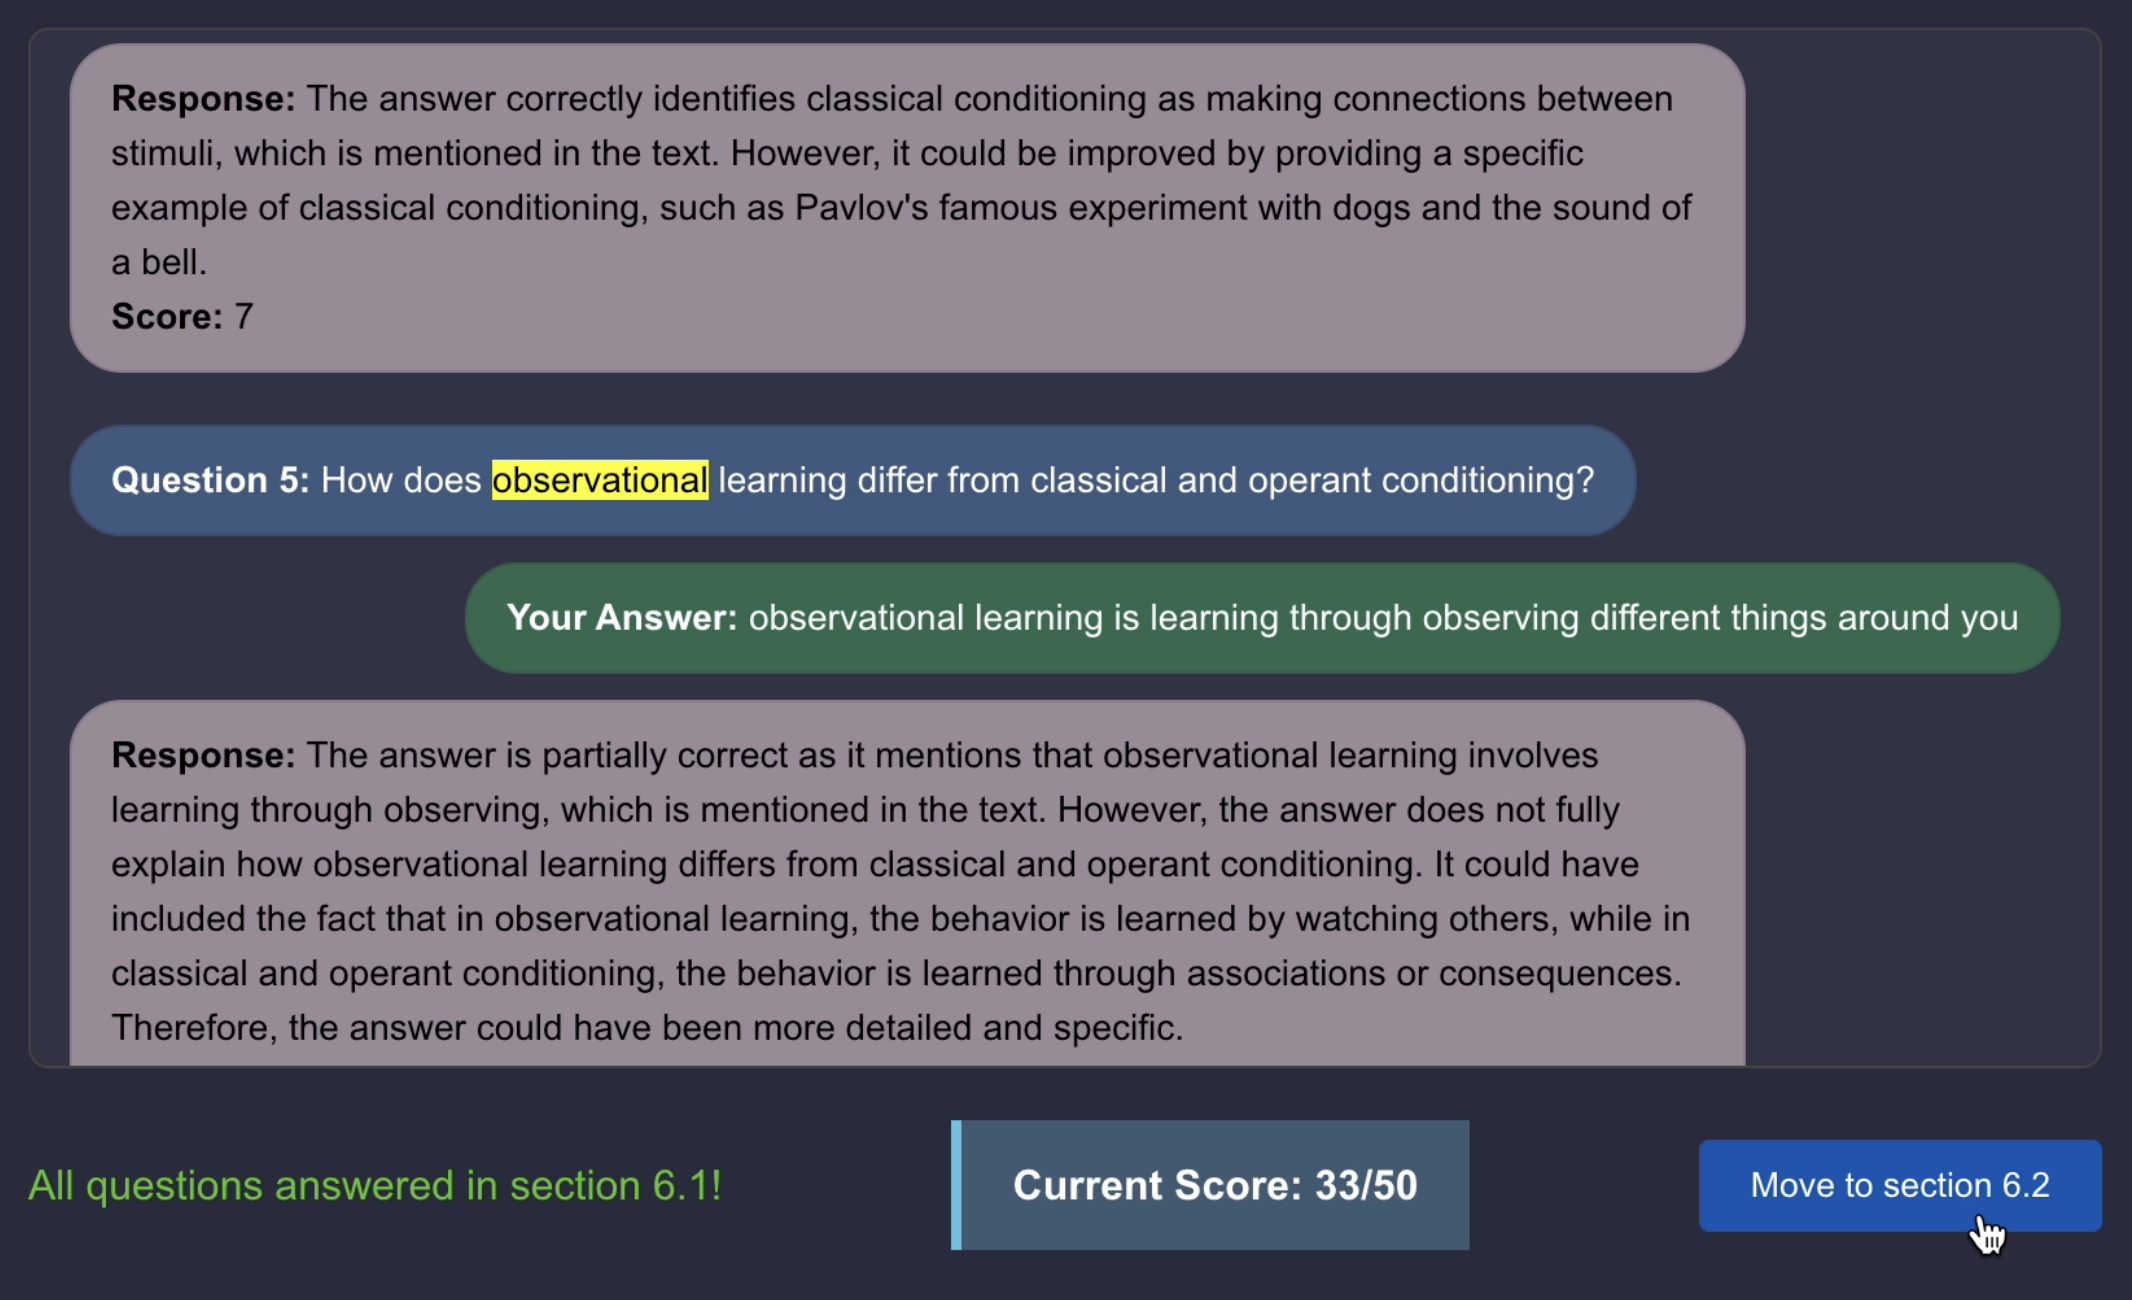 Response: The answer correctly identifies classical conditioning as making connections between
stimuli, which is mentioned in the text. However, it could be improved by providing a specific
example of classical conditioning, such as Pavlov's famous experiment with dogs and the sound of
a bell.
Score: 7
Question 5: How does observational learning differ from classical and operant conditioning?
Your Answer: observational learning is learning through observing different things around you
Response: The answer is partially correct as it mentions that observational learning involves
learning through observing, which is mentioned in the text. However, the answer does not fully
explain how observational learning differs from classical and operant conditioning. It could have
included the fact that in observational learning, the behavior is learned by watching others, while in
classical and operant conditioning, the behavior is learned through associations or consequences.
Therefore, the answer could have been more detailed and specific.
All questions answered in section 6.1!
Current Score: 33/50
Move to section 6.2